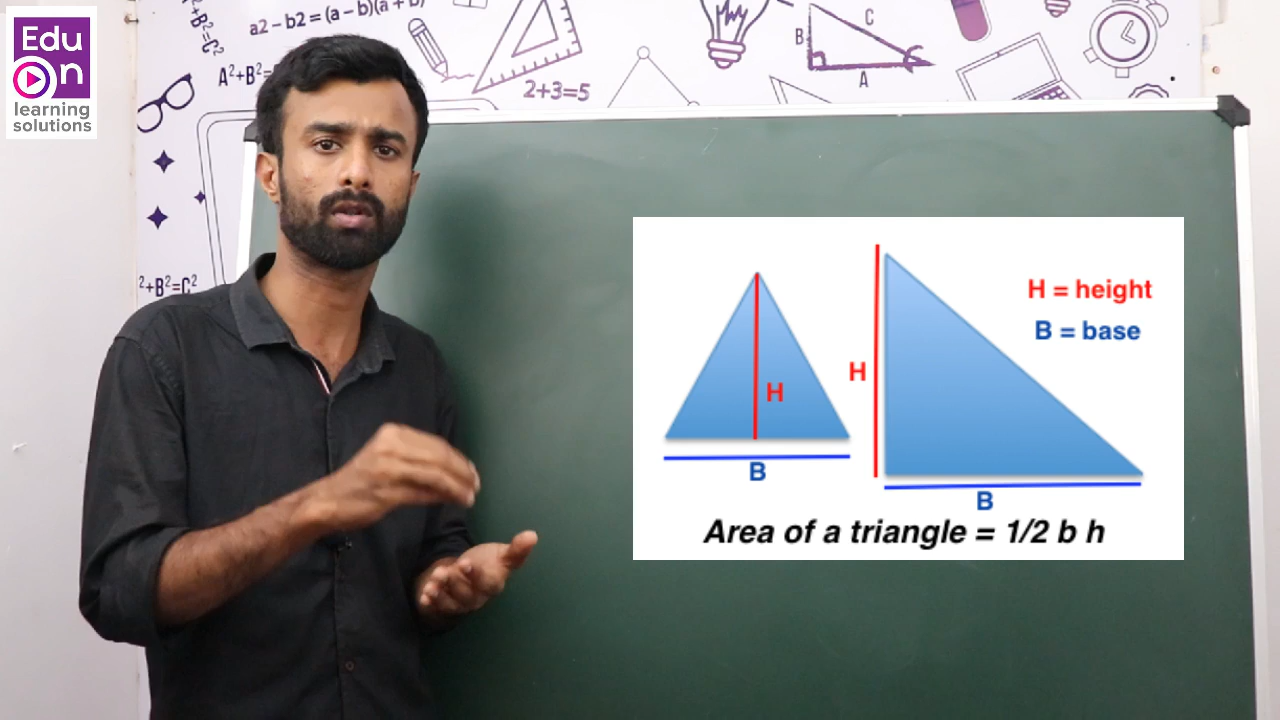 Edu
On
learning
solutions
a2 – b2 = (a – b)(a + b)
A²+B²=
2+3=5
B
C
A
²+B²=C²
H
B
H
B
H = height
B = base
Area of a triangle = 1/2 b h